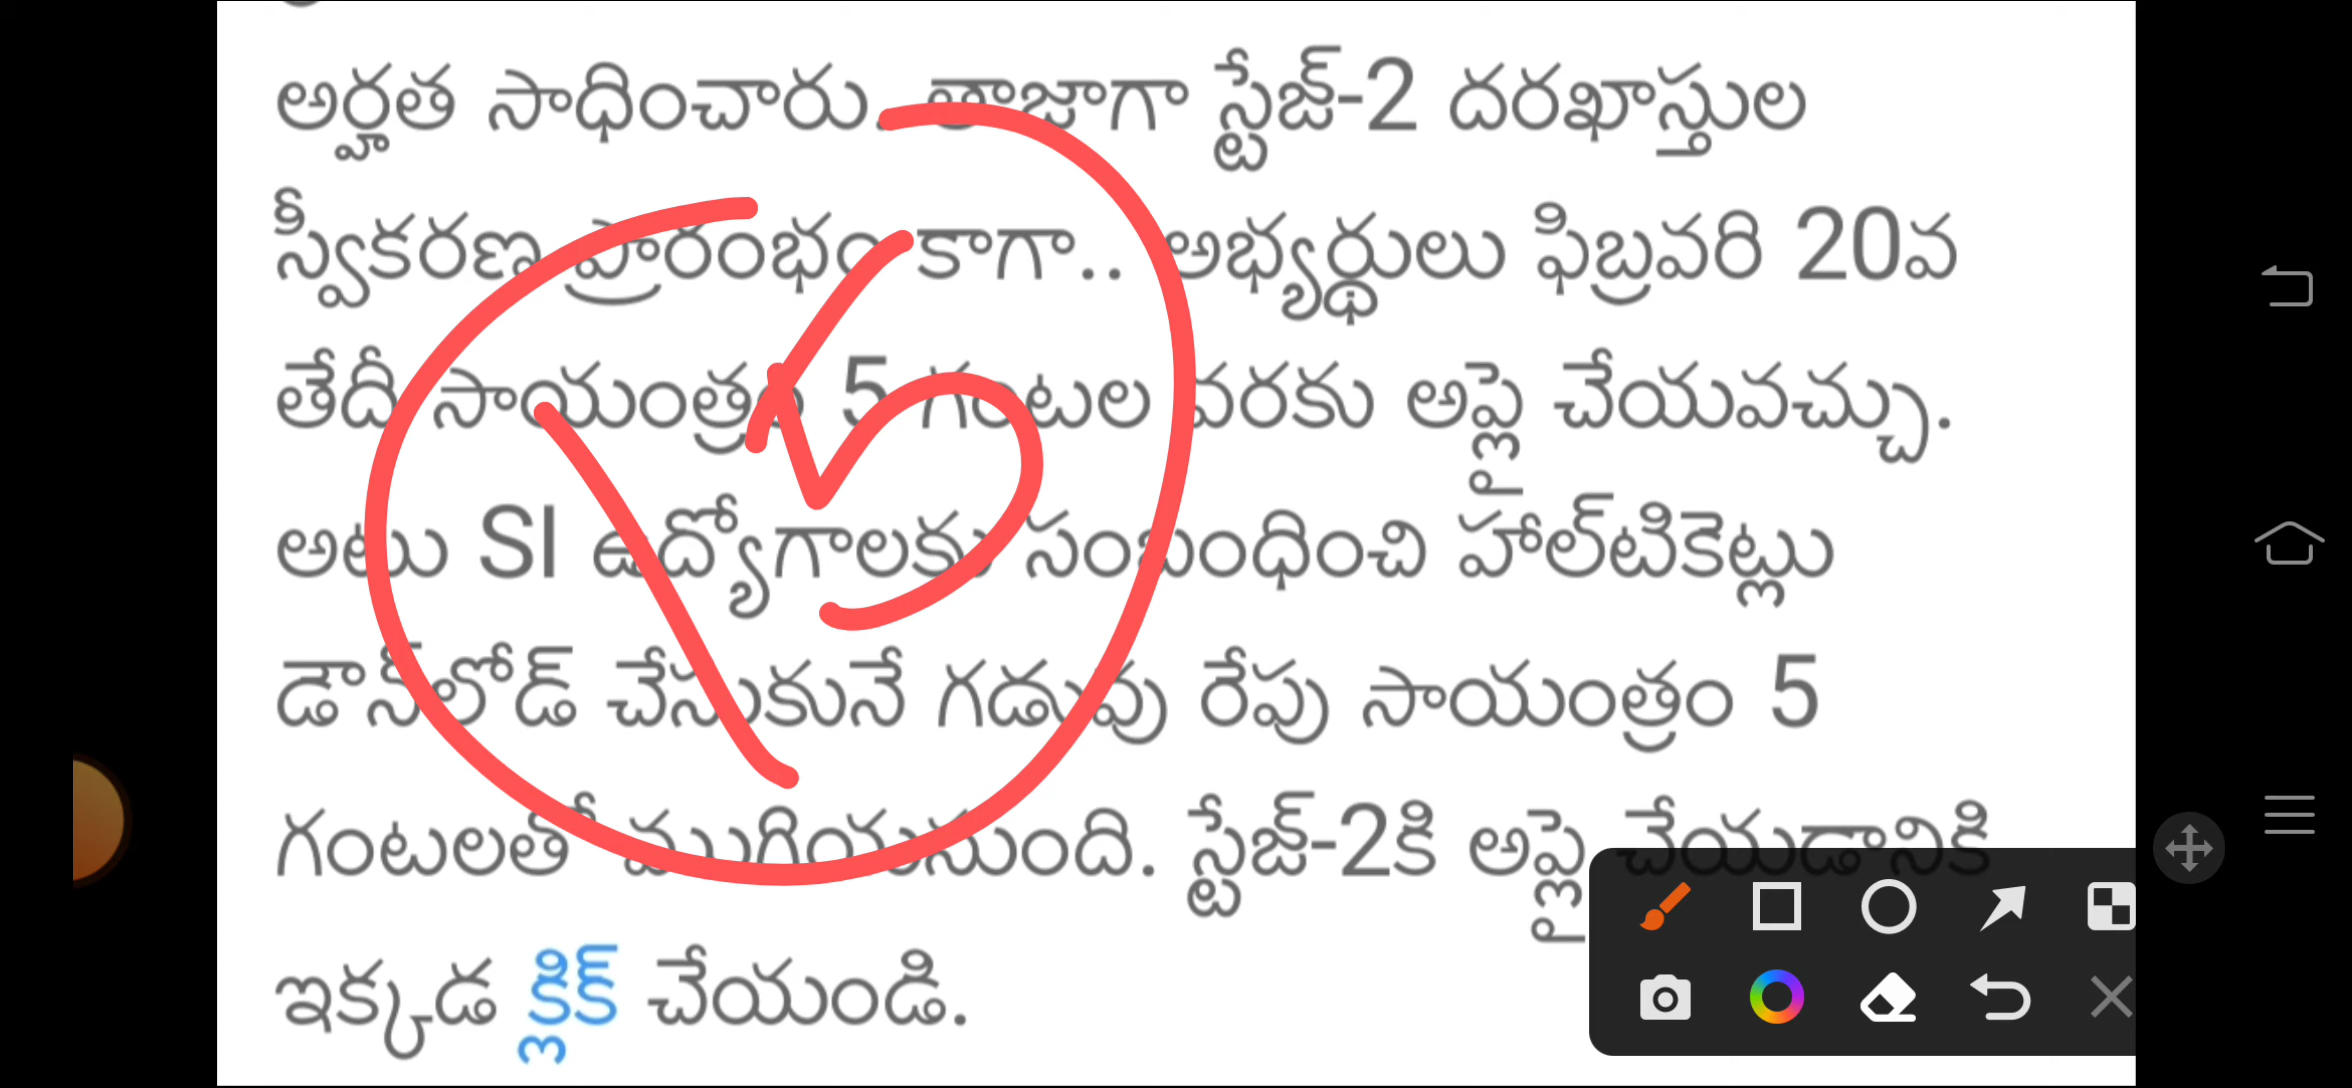 అర్హత సాధించారు. తాజాగా స్టేజ్-2 దరఖాస్తుల
స్వీకరణ ప్రారంభం కాగా.. అభ్యర్థులు ఫిబ్రవరి 20వ
తేదీ సాయంత్రం 5 గంటల వరకు అప్లై చేయవచ్చు.
అటు SI ఉద్యోగాలకు సంబంధించి హాల్‌టికెట్లు
డౌన్‌లోడ్ చేసుకునే గడువు రేపు సాయంత్రం 5
గంటలతో ముగియనుంది. స్టేజ్-2కి అప్లై చేయడానికి
ఇక్కడ క్లిక్ చేయండి.